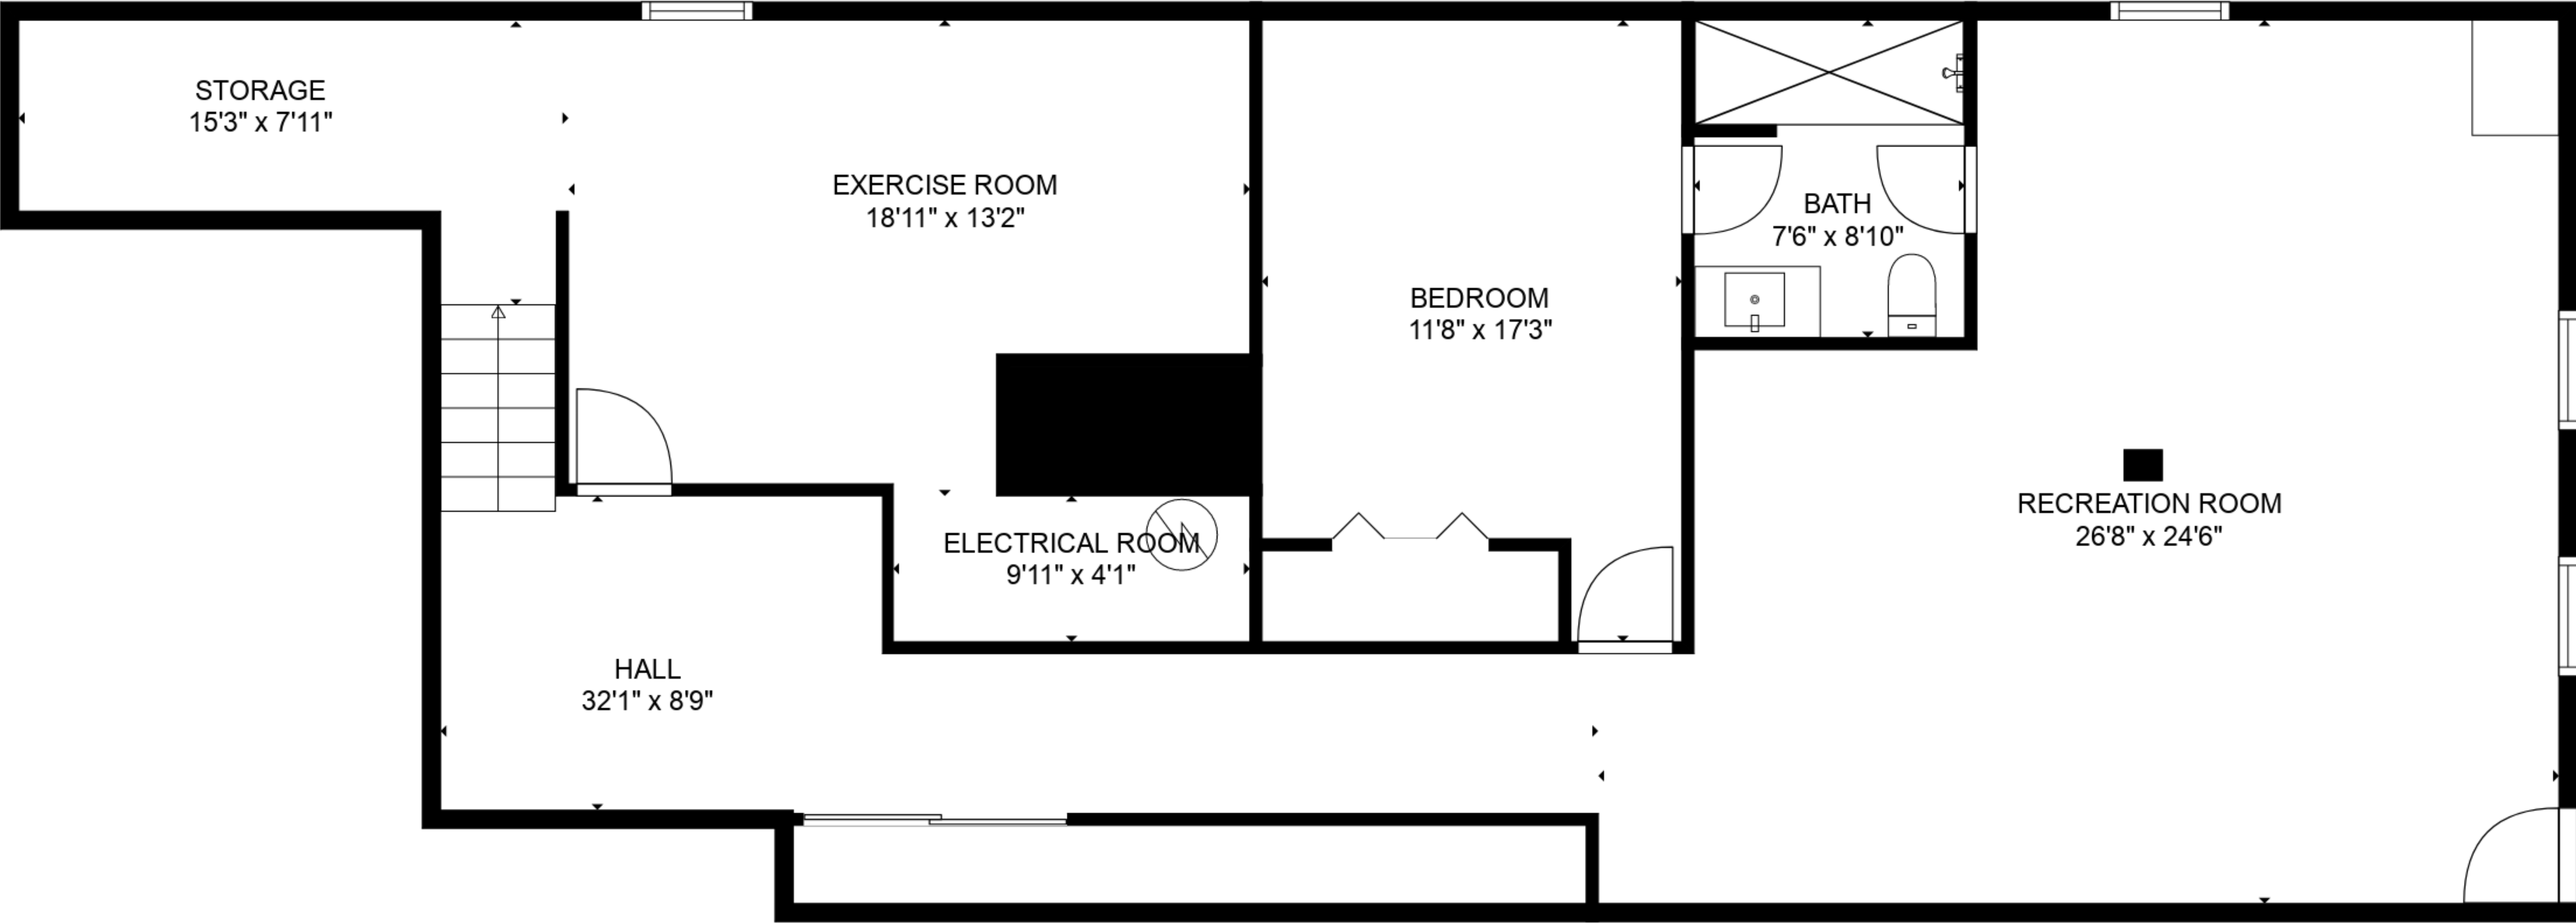 STORAGE
15'3" x 7'11"
EXERCISE ROOM
18'11" x 13'2"
BATH
7'6" x 8'10"
BEDROOM
11'8" x 17'3"
RECREATION ROOM
26'8" x 24'6"
ELECTRICAL ROOM
9'11" x 4'1"
HALL
32'1" x 8'9"